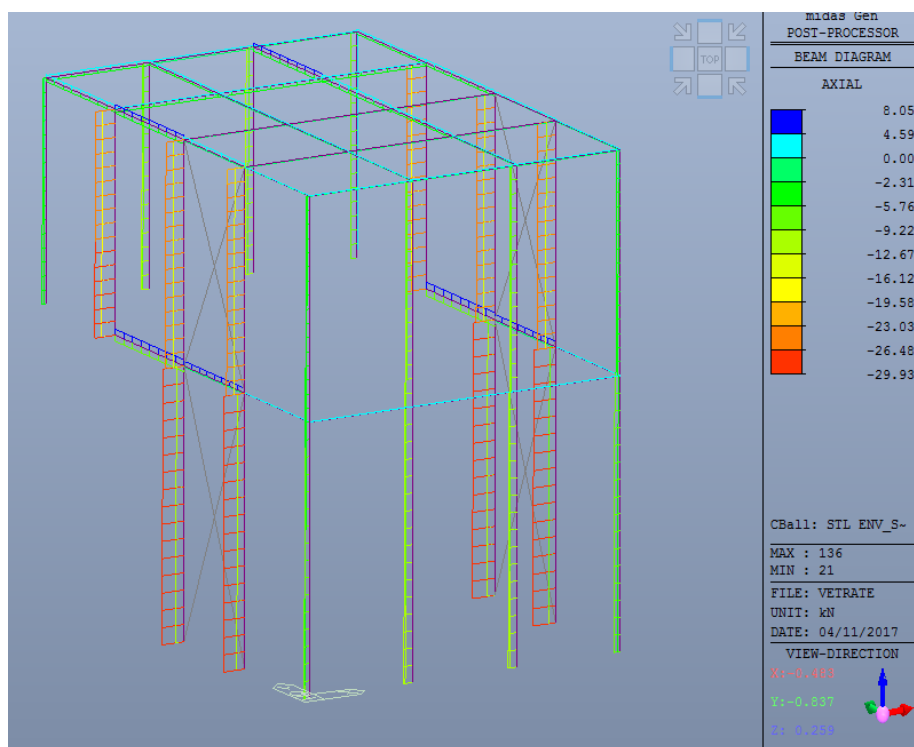 TOP
midas Gen
POST-PROCESSOR
BEAM DIAGRAM
AXIAL
8.05
4.59
0.00
-2.31
-5.76
-9.22
-12.67
-16.12
-19.58
-23.03
-26.48
-29.93
CBall: STL ENV_S~
MAX : 136
MIN : 21
FILE: VETRATE
UNIT: kN
DATE: 04/11/2017
VIEW-DIRECTION
X:-0.483
Y:-0.837
Z: 0.259